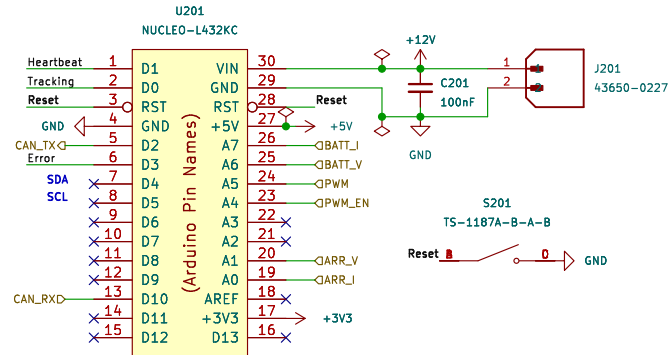 U201
NUCLEO-L432KC
Heartbeat 1 D1 VIN 30
Tracking 2 D0 GND 29
Reset 3 RST RST 28 Reset
GND 4 GND +5V 27 +5V
CAN_TX 5 D2 A7 26 BATT_I
Error 6 D3 A6 25 BATT_V
SDA 7 D4 A5 24 PWM
SCL 8 D5 A4 23 PWM_EN
9 D6 A3 22
10 D7 A2 21
11 D8 A1 20 ARR_V
12 D9 A0 19 ARR_I
CAN_RX 13 D10 AREF 18
14 D11 +3V3 17 +3V3
15 D12 D13 16
(Arduino Pin Names)
+12V
C201
100nF
GND
1
2
J201
43650-0227
S201
TS-1187A-B-A-B
Reset GND